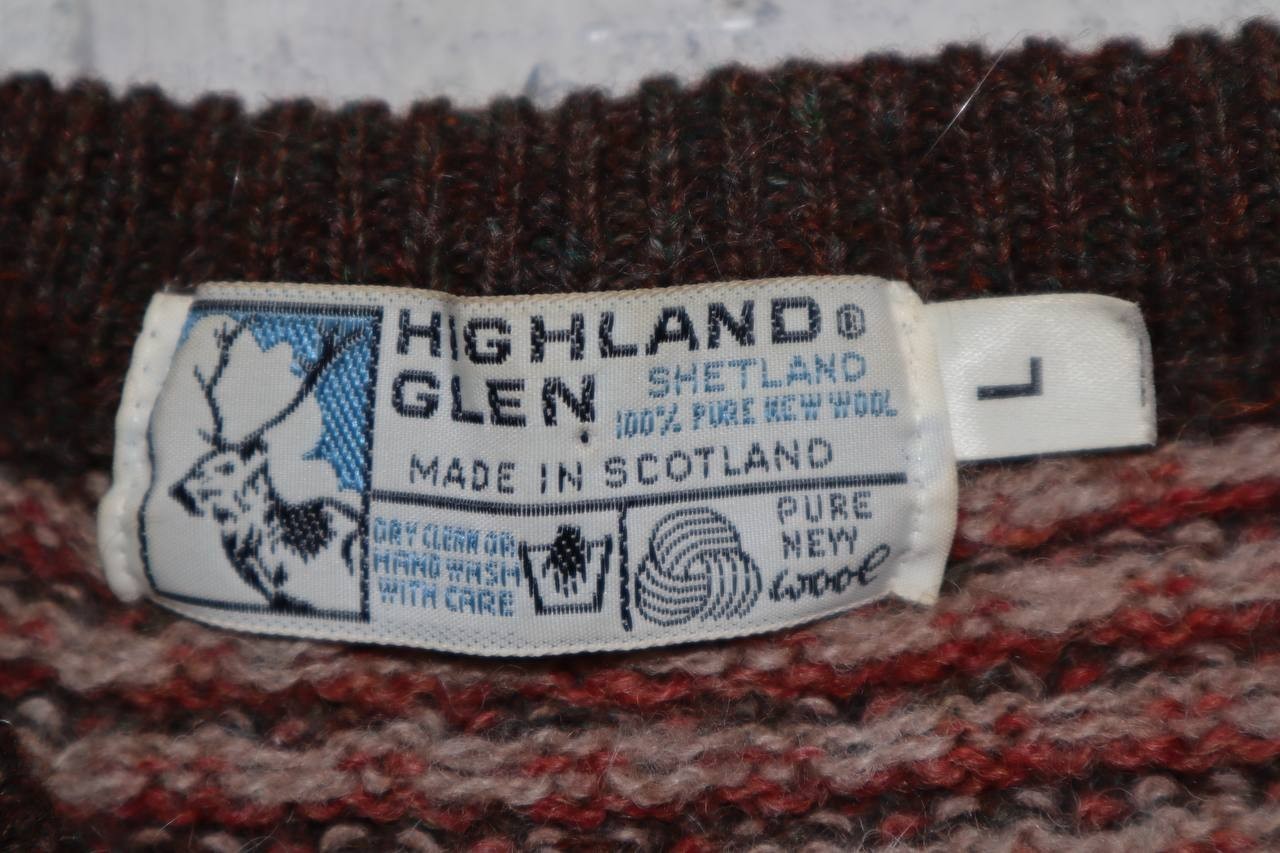 HIGHLAND®
GLEN
SHETLAND
100% PURE NEW WOOL
MADE IN SCOTLAND
DRY CLEAN OR
HAND WASH
WITH CARE
PURE
NEW
Wool
L